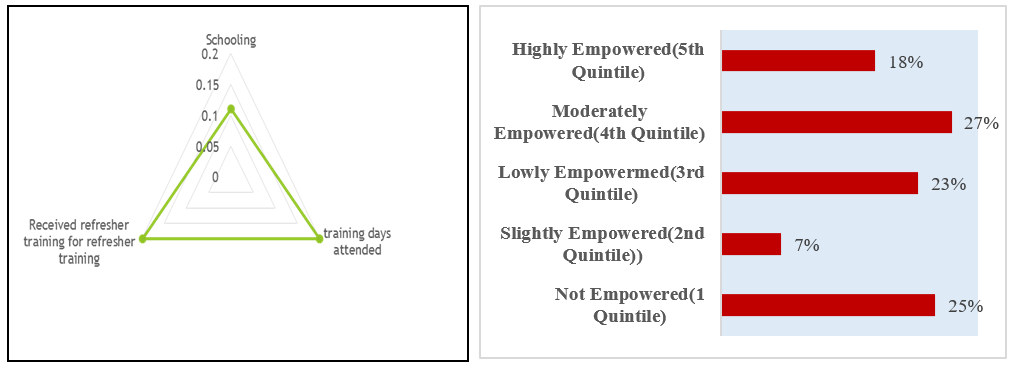 Schooling
0.2
0.15
0.1
0.05
0
Received refresher
training for refresher
training
training days
attended
Highly Empowered(5th
Quintile)
18%
Moderately
Empowered(4th Quintile)
27%
Lowly Empowermed(3rd
Quintile)
23%
Slightly Empowered(2nd
Quintile))
7%
Not Empowered(1
Quintile)
25%